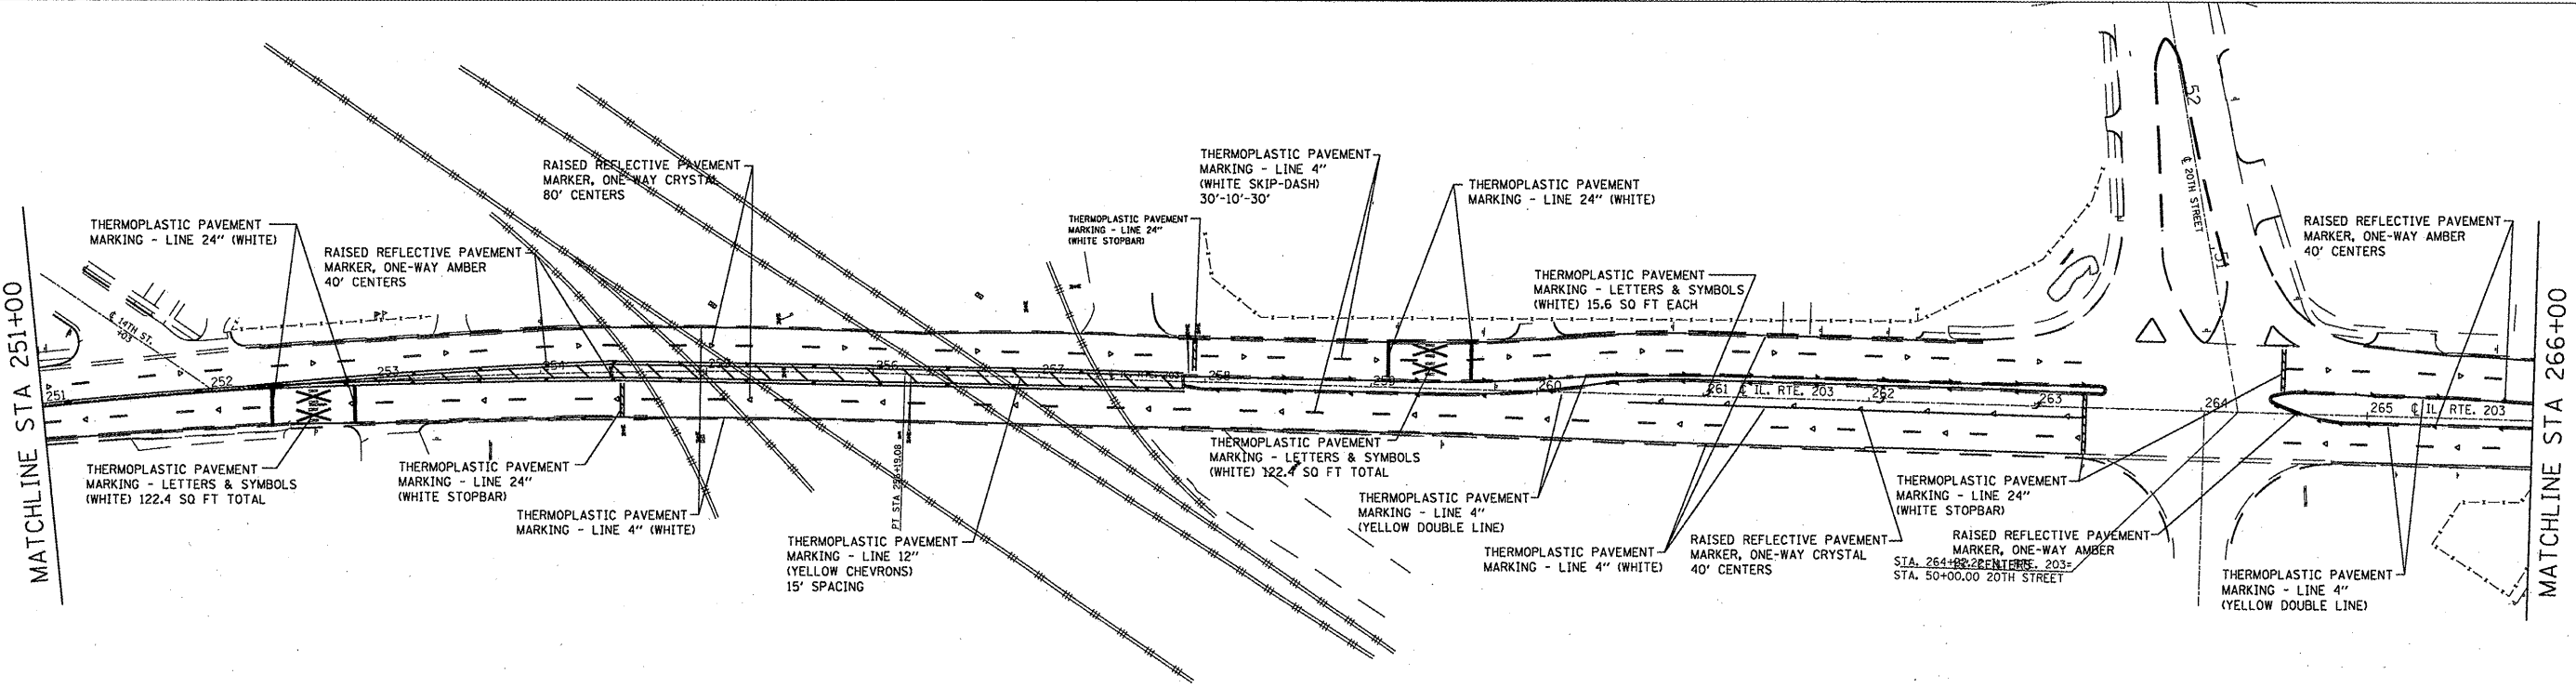 MATCHLINE STA 251+00
THERMOPLASTIC PAVEMENT
MARKING - LINE 24" (WHITE)
RAISED REFLECTIVE PAVEMENT
MARKER, ONE-WAY AMBER
40' CENTERS
RAISED REFLECTIVE PAVEMENT
MARKER, ONE-WAY CRYSTAL
80' CENTERS
THERMOPLASTIC PAVEMENT
MARKING - LINE 24"
(WHITE STOPBAR)
THERMOPLASTIC PAVEMENT
MARKING - LINE 4"
(WHITE SKIP-DASH)
30'-10'-30'
THERMOPLASTIC PAVEMENT
MARKING - LINE 24" (WHITE)
THERMOPLASTIC PAVEMENT
MARKING - LETTERS & SYMBOLS
(WHITE) 15.6 SQ FT EACH
52
℄ 20TH STREET
51
RAISED REFLECTIVE PAVEMENT
MARKER, ONE-WAY AMBER
40' CENTERS
℄ 14TH ST.
251
252
253
254
256
257
258
259
260
261 ℄ IL. RTE. 203
262
263
264
265 ℄ IL. RTE. 203
THERMOPLASTIC PAVEMENT
MARKING - LETTERS & SYMBOLS
(WHITE) 122.4 SQ FT TOTAL
THERMOPLASTIC PAVEMENT
MARKING - LINE 24"
(WHITE STOPBAR)
THERMOPLASTIC PAVEMENT
MARKING - LINE 4" (WHITE)
THERMOPLASTIC PAVEMENT
MARKING - LINE 12"
(YELLOW CHEVRONS)
15' SPACING
PT STA 256+19.08
THERMOPLASTIC PAVEMENT
MARKING - LETTERS & SYMBOLS
(WHITE) 122.4 SQ FT TOTAL
THERMOPLASTIC PAVEMENT
MARKING - LINE 4"
(YELLOW DOUBLE LINE)
THERMOPLASTIC PAVEMENT
MARKING - LINE 4" (WHITE)
RAISED REFLECTIVE PAVEMENT
MARKER, ONE-WAY CRYSTAL
40' CENTERS
THERMOPLASTIC PAVEMENT
MARKING - LINE 24"
(WHITE STOPBAR)
RAISED REFLECTIVE PAVEMENT
MARKER, ONE-WAY AMBER
CENTERS
STA. 50+00.00 20TH STREET
THERMOPLASTIC PAVEMENT
MARKING - LINE 4"
(YELLOW DOUBLE LINE)
MATCHLINE STA 266+00